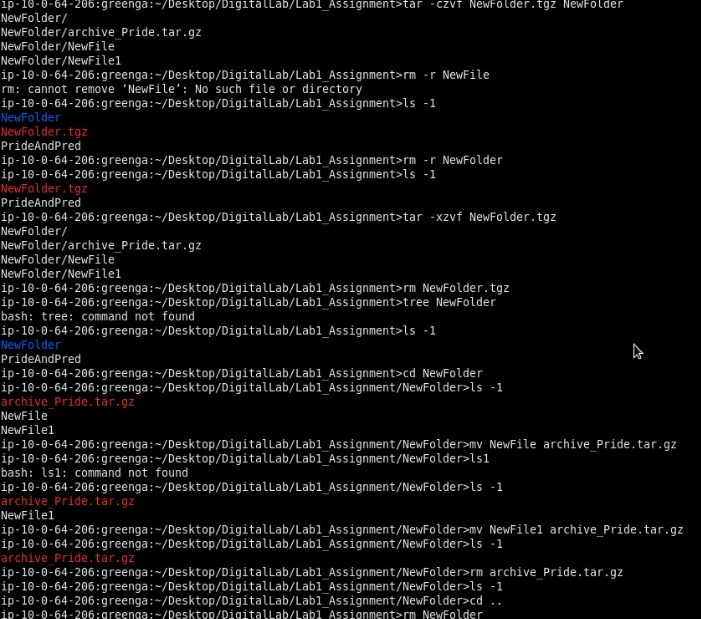 ip-10-0-64-206:greenga:~/Desktop/DigitalLab/Lab1_Assignment>tar -czvf NewFolder.tgz NewFolder
NewFolder/
NewFolder/archive_Pride.tar.gz
NewFolder/NewFile
NewFolder/NewFile1
ip-10-0-64-206:greenga:~/Desktop/DigitalLab/Lab1_Assignment>rm -r NewFile
rm: cannot remove ‘NewFile’: No such file or directory
ip-10-0-64-206:greenga:~/Desktop/DigitalLab/Lab1_Assignment>ls -1
NewFolder
NewFolder.tgz
PrideAndPred
ip-10-0-64-206:greenga:~/Desktop/DigitalLab/Lab1_Assignment>rm -r NewFolder
ip-10-0-64-206:greenga:~/Desktop/DigitalLab/Lab1_Assignment>ls -1
NewFolder.tgz
PrideAndPred
ip-10-0-64-206:greenga:~/Desktop/DigitalLab/Lab1_Assignment>tar -xzvf NewFolder.tgz
NewFolder/
NewFolder/archive_Pride.tar.gz
NewFolder/NewFile
NewFolder/NewFile1
ip-10-0-64-206:greenga:~/Desktop/DigitalLab/Lab1_Assignment>rm NewFolder.tgz
ip-10-0-64-206:greenga:~/Desktop/DigitalLab/Lab1_Assignment>tree NewFolder
bash: tree: command not found
ip-10-0-64-206:greenga:~/Desktop/DigitalLab/Lab1_Assignment>ls -1
NewFolder
PrideAndPred
ip-10-0-64-206:greenga:~/Desktop/DigitalLab/Lab1_Assignment>cd NewFolder
ip-10-0-64-206:greenga:~/Desktop/DigitalLab/Lab1_Assignment/NewFolder>ls -1
archive_Pride.tar.gz
NewFile
NewFile1
ip-10-0-64-206:greenga:~/Desktop/DigitalLab/Lab1_Assignment/NewFolder>mv NewFile archive_Pride.tar.gz
ip-10-0-64-206:greenga:~/Desktop/DigitalLab/Lab1_Assignment/NewFolder>ls1
bash: ls1: command not found
ip-10-0-64-206:greenga:~/Desktop/DigitalLab/Lab1_Assignment/NewFolder>ls -1
archive_Pride.tar.gz
NewFile1
ip-10-0-64-206:greenga:~/Desktop/DigitalLab/Lab1_Assignment/NewFolder>mv NewFile1 archive_Pride.tar.gz
ip-10-0-64-206:greenga:~/Desktop/DigitalLab/Lab1_Assignment/NewFolder>ls -1
archive_Pride.tar.gz
ip-10-0-64-206:greenga:~/Desktop/DigitalLab/Lab1_Assignment/NewFolder>rm archive_Pride.tar.gz
ip-10-0-64-206:greenga:~/Desktop/DigitalLab/Lab1_Assignment/NewFolder>ls -1
ip-10-0-64-206:greenga:~/Desktop/DigitalLab/Lab1_Assignment/NewFolder>cd ..
ip-10-0-64-206:greenga:~/Desktop/DigitalLab/Lab1_Assignment>rm NewFolder